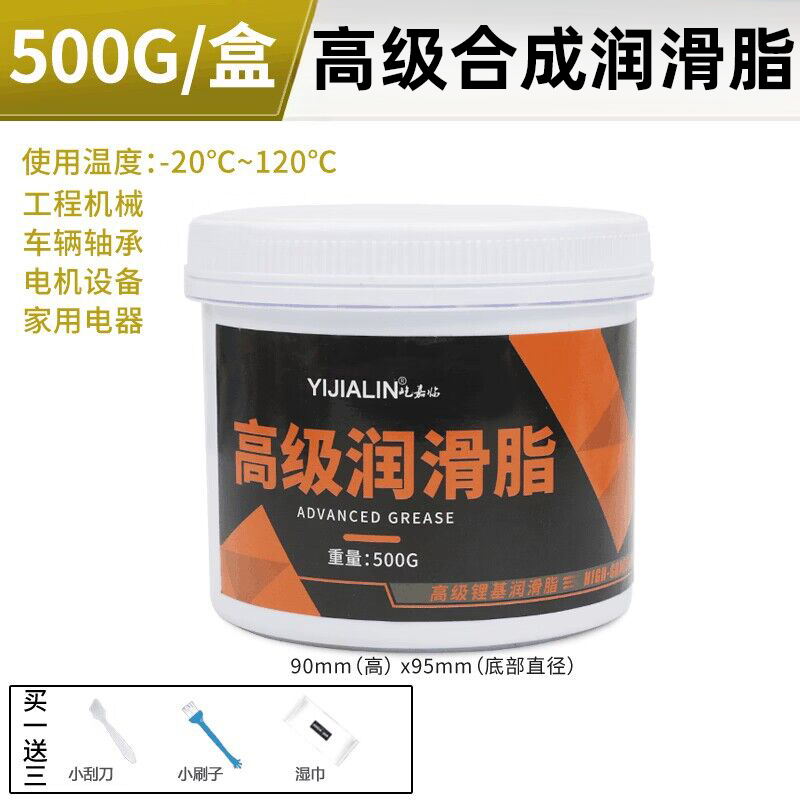 500G/盒
高级合成润滑脂
使用温度:-20℃~120℃
工程机械
车辆轴承
电机设备
家用电器
YIJIALIN®
高级润滑脂
ADVANCED GREASE
重量:500G
高级锂基润滑脂
90mm(高) x95mm(底部直径)
买一送三
小刮刀
小刷子
湿巾